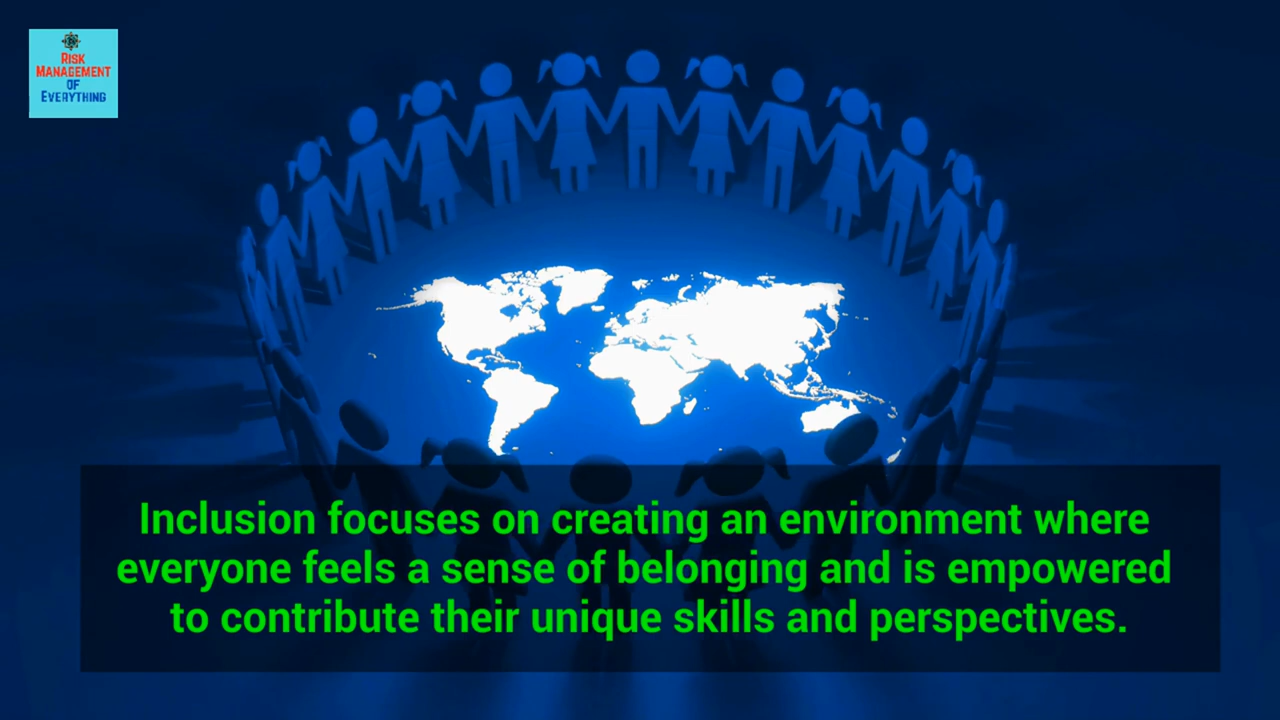 Risk
Management
of
Everything
Inclusion focuses on creating an environment where
everyone feels a sense of belonging and is empowered
to contribute their unique skills and perspectives.